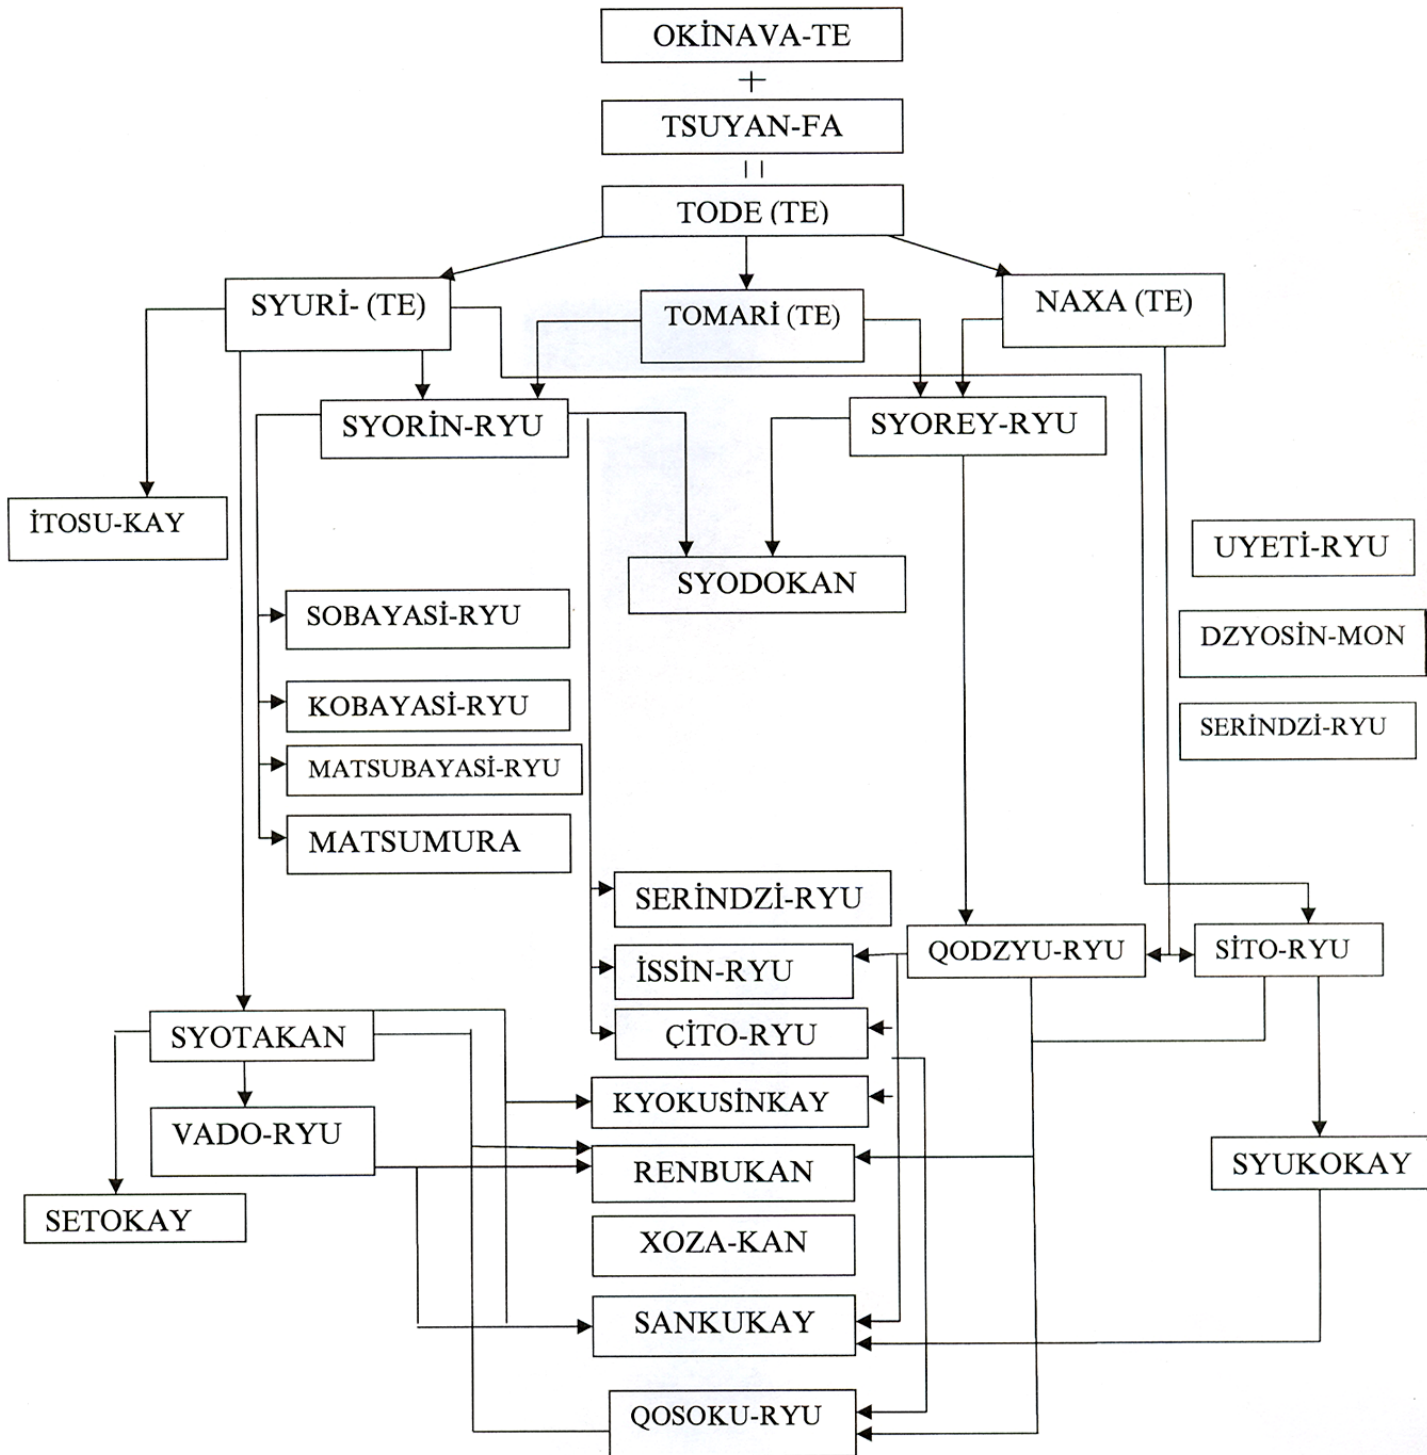 OKİNAVA-TE
+
TSUYAN-FA
=
TODE (TE)
SYURİ- (TE)
TOMARİ (TE)
NAXA (TE)
SYORİN-RYU
SYOREY-RYU
İTOSU-KAY
SYODOKAN
UYETİ-RYU
SOBAYASİ-RYU
DZYOSİN-MON
KOBAYASİ-RYU
SERİNDZİ-RYU
MATSUBAYASİ-RYU
MATSUMURA
SERİNDZİ-RYU
QODZYU-RYU
SİTO-RYU
İSSİN-RYU
SYOTAKAN
ÇİTO-RYU
KYOKUSİNKAY
VADO-RYU
RENBUKAN
SYUKOKAY
SETOKAY
XOZA-KAN
SANKUKAY
QOSOKU-RYU